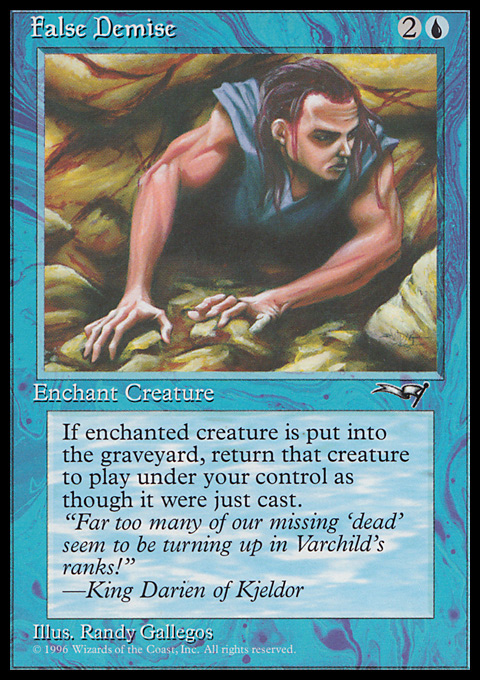 False Demise
2
Enchant Creature
If enchanted creature is put into
the graveyard, return that creature
to play under your control as
though it were just cast.
“Far too many of our missing ‘dead’
seem to be turning up in Varchild’s
ranks!”
—King Darien of Kjeldor
Illus. Randy Gallegos
© 1996 Wizards of the Coast, Inc. All rights reserved.